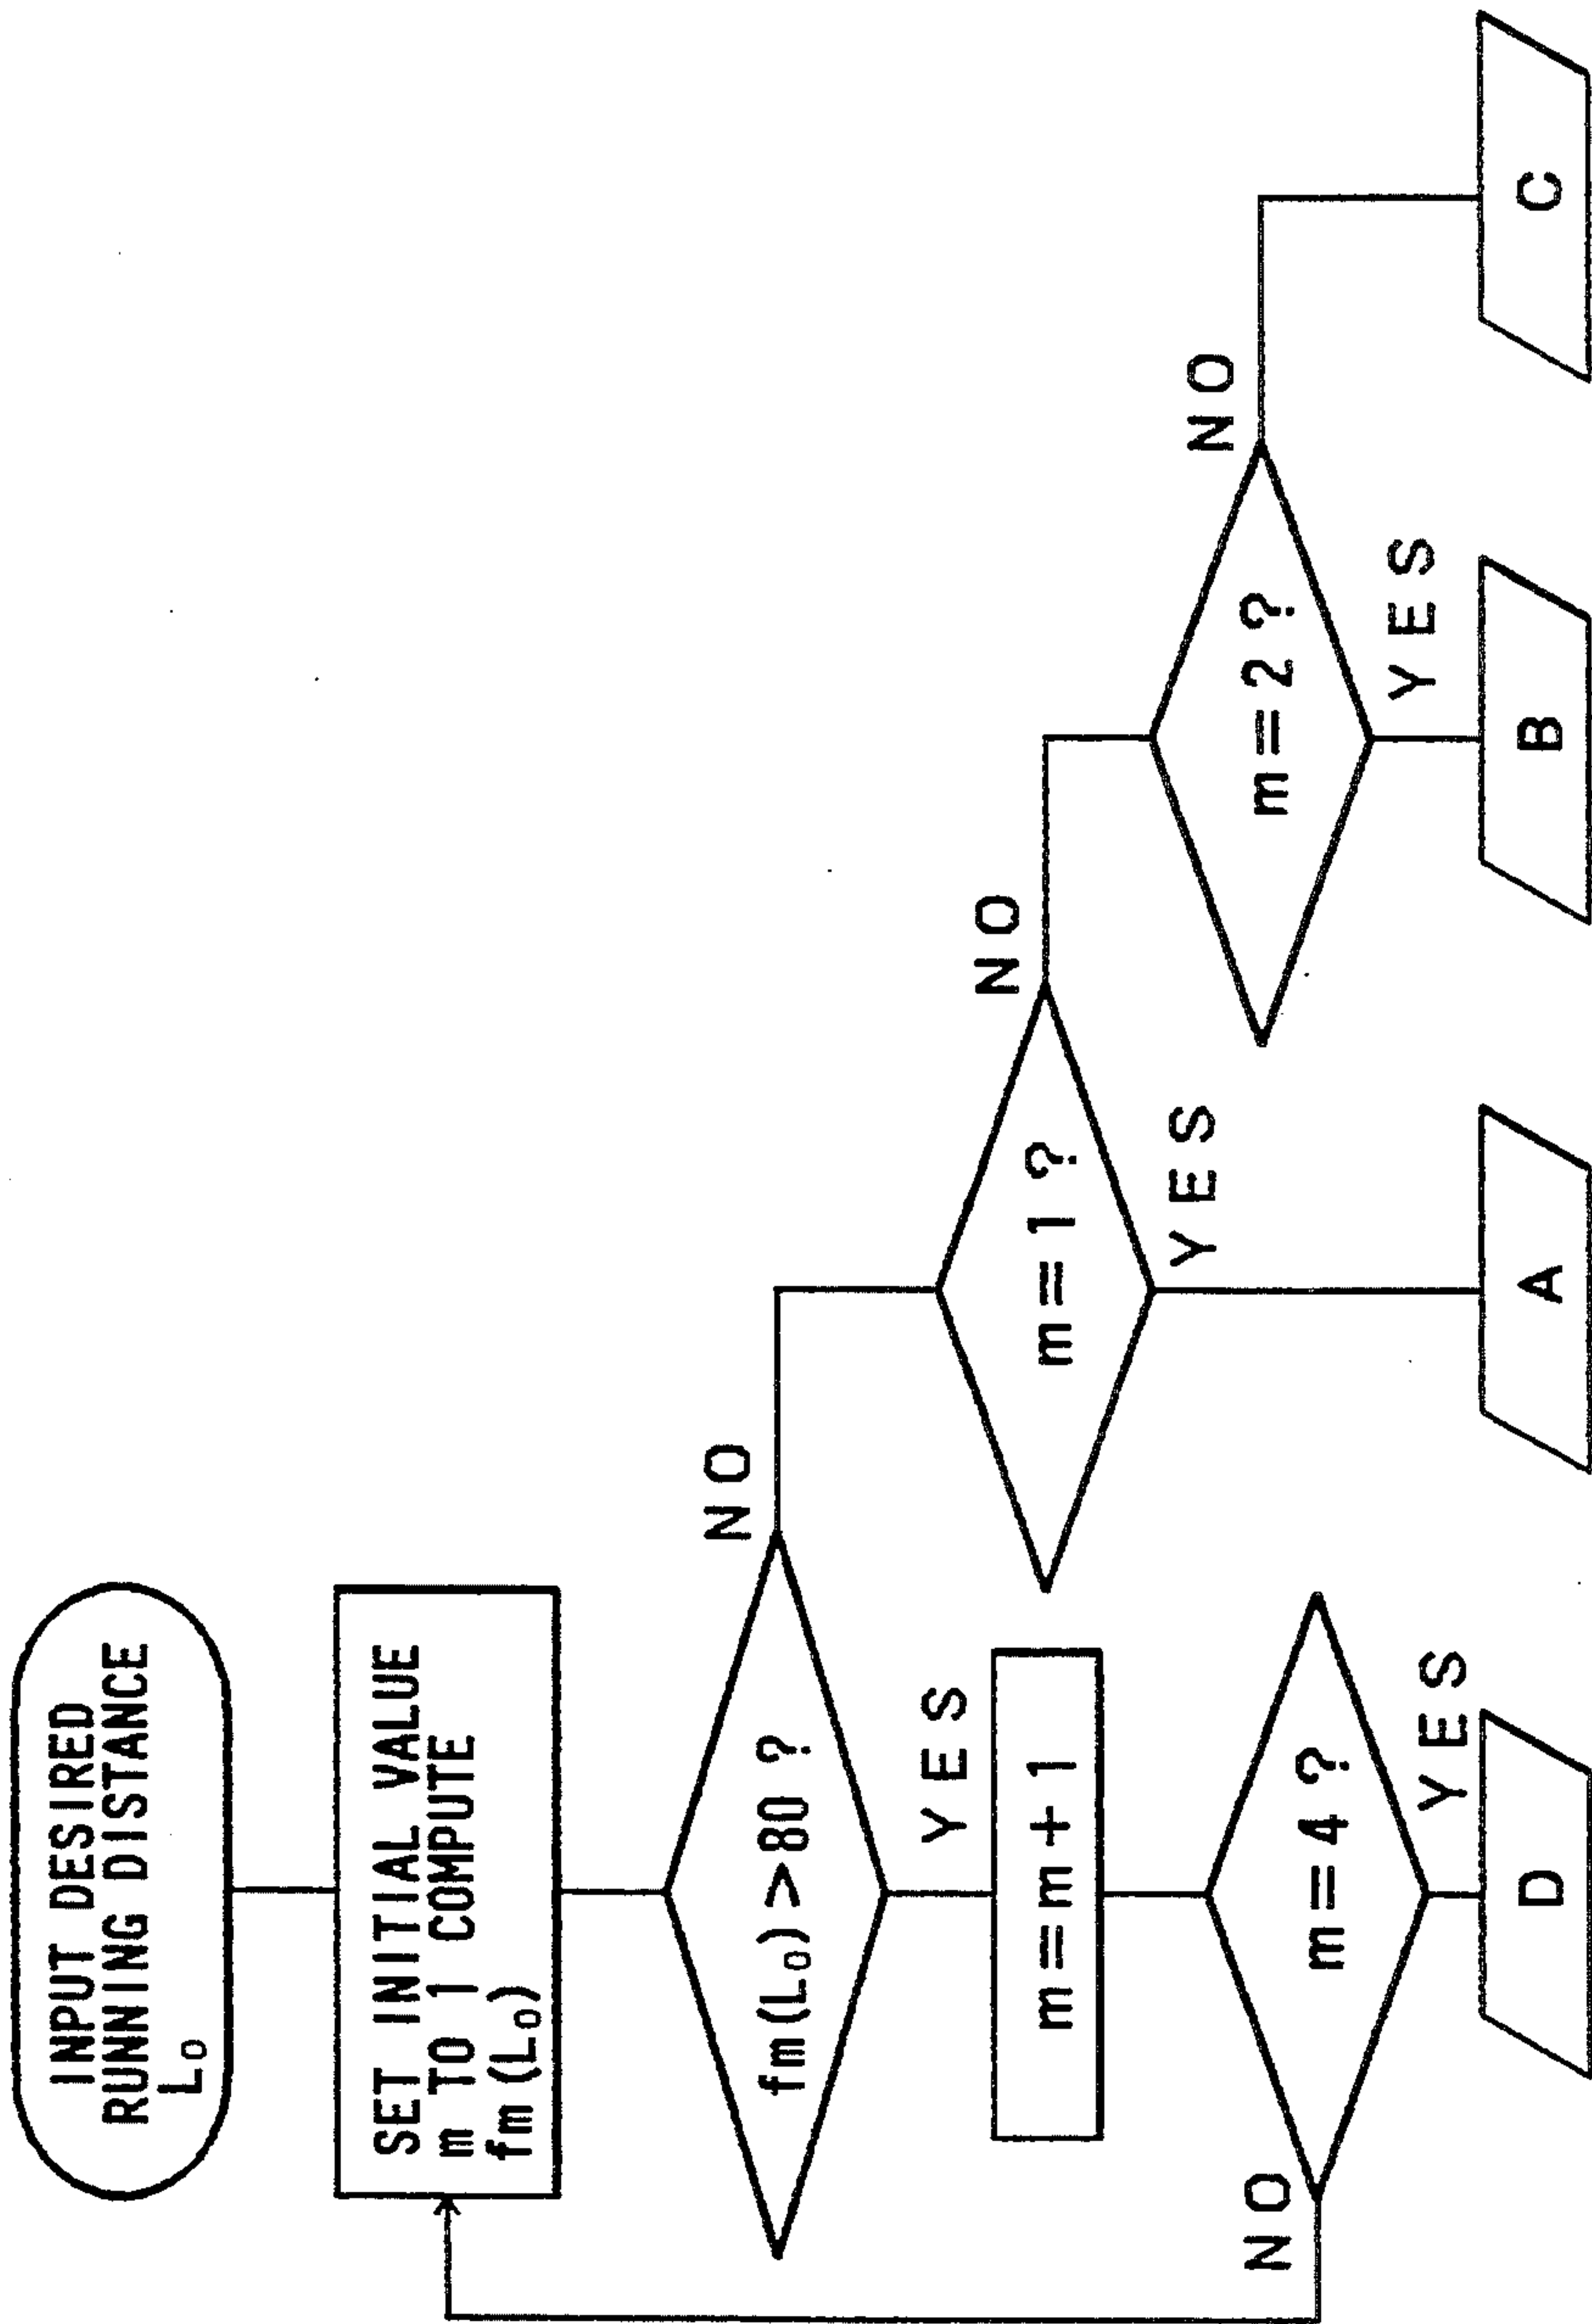 INPUT DESIRED
RUNNING DISTANCE
L₀
SET INITIAL VALUE
m TO 1 COMPUTE
fm(L₀)
fm(L₀)>80 ?
NO
YES
m=m+1
m=4 ?
NO
YES
D
m=1 ?
NO
YES
A
m=2 ?
NO
YES
B
C